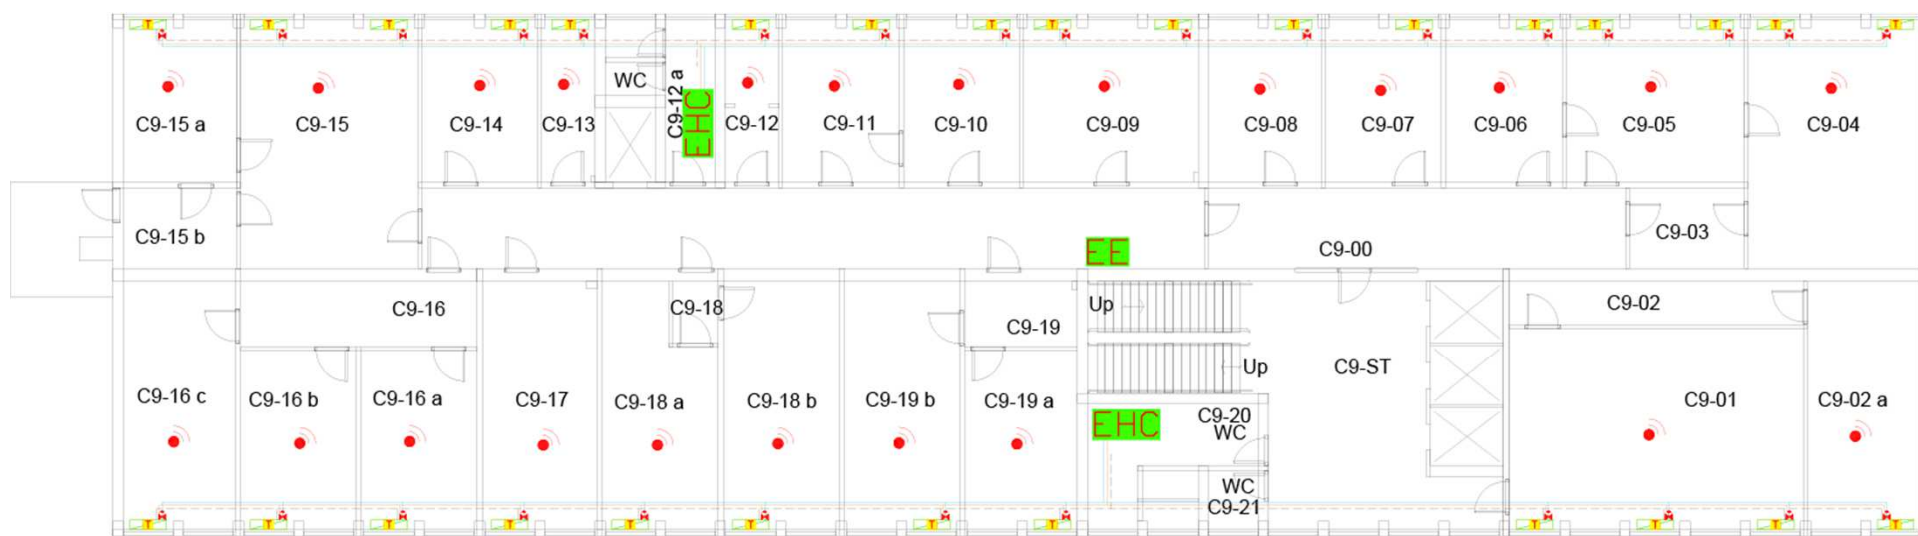 T T T T T T T T T T T T T T T T
WC
C9-15 a
C9-15
C9-14
C9-13
C9-12 a
EHC
C9-12
C9-11
C9-10
C9-09
C9-08
C9-07
C9-06
C9-05
C9-04
C9-15 b
EE
C9-00
C9-03
C9-16
C9-18
C9-19
Up
C9-02
Up
C9-ST
C9-16 c
C9-16 b
C9-16 a
C9-17
C9-18 a
C9-18 b
C9-19 b
C9-19 a
EHC
C9-20
WC
C9-01
C9-02 a
WC
C9-21
T T T T T T T T T T T T